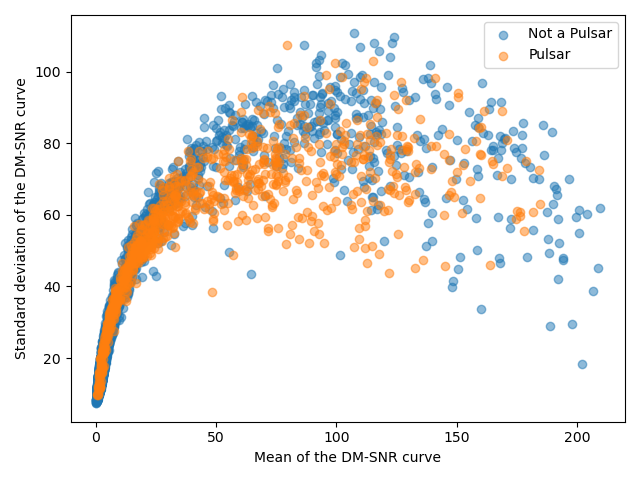 Not a Pulsar
Pulsar
Standard deviation of the DM-SNR curve
100
80
60
40
20
0
50
100
150
200
Mean of the DM-SNR curve